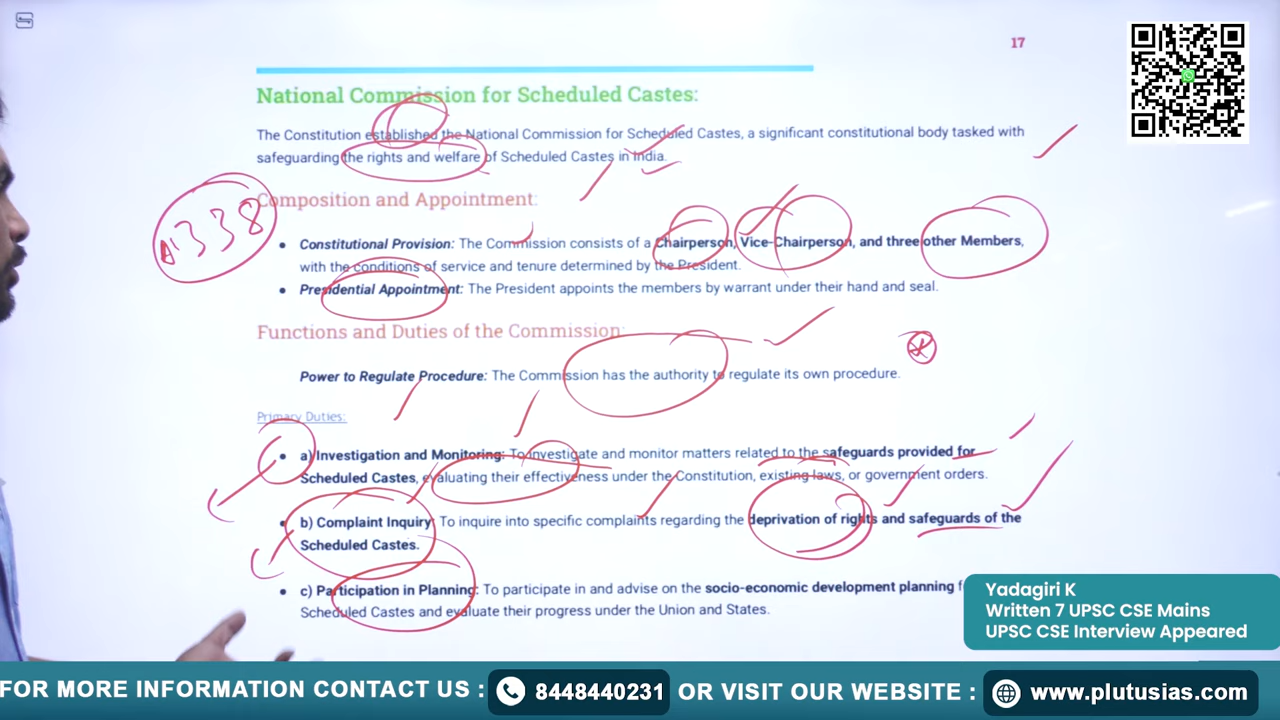 17
National Commission for Scheduled Castes:
The Constitution established the National Commission for Scheduled Castes, a significant constitutional body tasked with
safeguarding the rights and welfare of Scheduled Castes in India.
Composition and Appointment:
A: 338
• Constitutional Provision: The Commission consists of a Chairperson, Vice-Chairperson, and three other Members,
with the conditions of service and tenure determined by the President.
• Presidential Appointment: The President appoints the members by warrant under their hand and seal.
Functions and Duties of the Commission:
Power to Regulate Procedure: The Commission has the authority to regulate its own procedure.
Primary Duties:
• a) Investigation and Monitoring: To investigate and monitor matters related to the safeguards provided for
Scheduled Castes, evaluating their effectiveness under the Constitution, existing laws, or government orders.
• b) Complaint Inquiry: To inquire into specific complaints regarding the deprivation of rights and safeguards of the
Scheduled Castes.
• c) Participation in Planning: To participate in and advise on the socio-economic development planning
Scheduled Castes and evaluate their progress under the Union and States.
Yadagiri K
Written 7 UPSC CSE Mains
UPSC CSE Interview Appeared
FOR MORE INFORMATION CONTACT US : 8448440231 OR VISIT OUR WEBSITE : www.plutusias.com